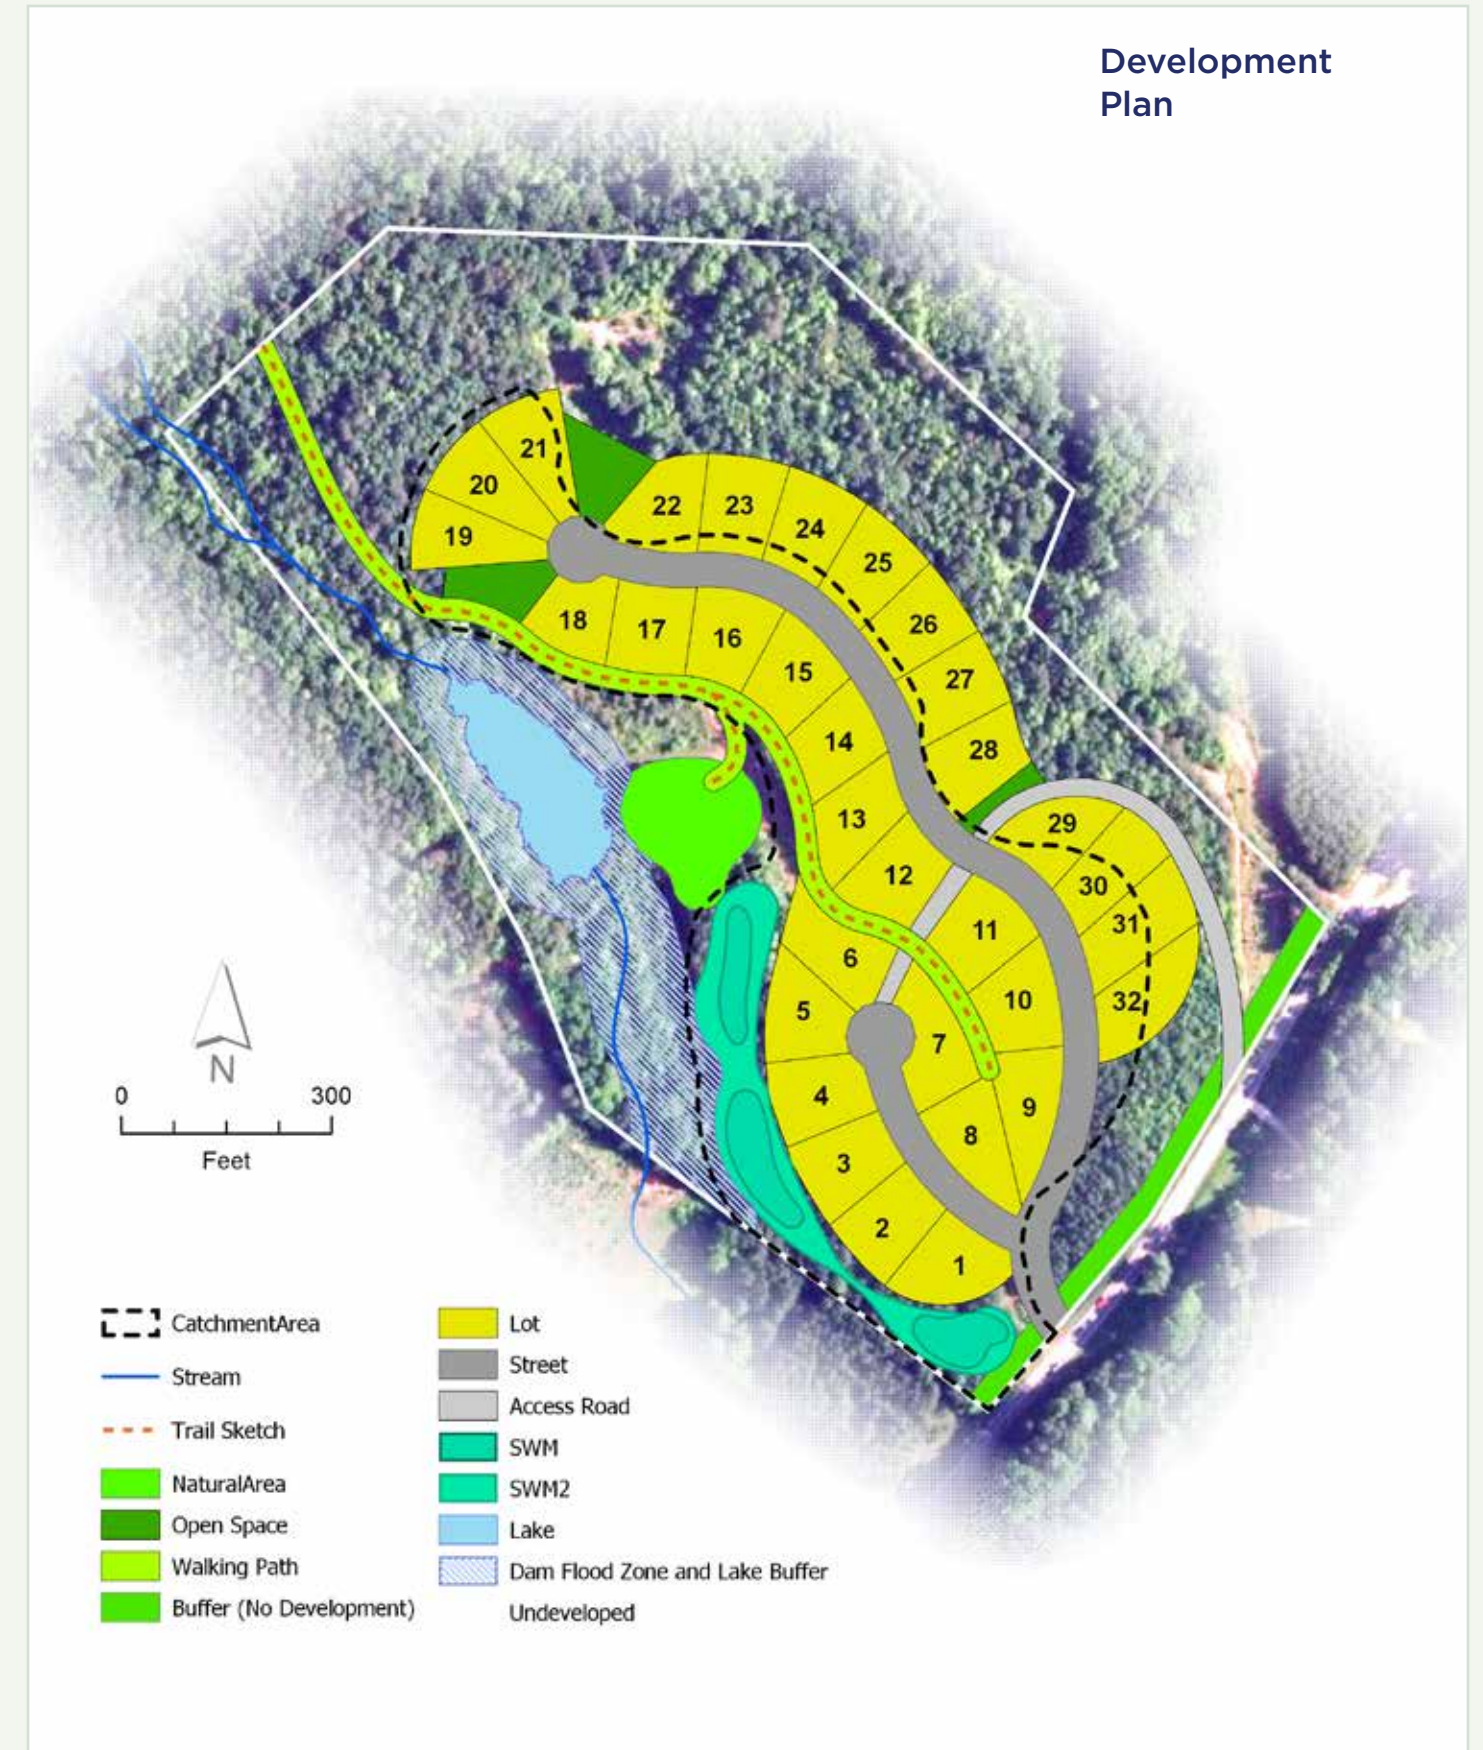 Development
Plan
21
20
19
22
23
24
25
26
27
28
18
17
16
15
14
13
12
11
10
9
29
30
31
32
6
5
7
4
8
3
2
1
N
0 300
Feet
CatchmentArea
Stream
Trail Sketch
NaturalArea
Open Space
Walking Path
Buffer (No Development)
Lot
Street
Access Road
SWM
SWM2
Lake
Dam Flood Zone and Lake Buffer
Undeveloped